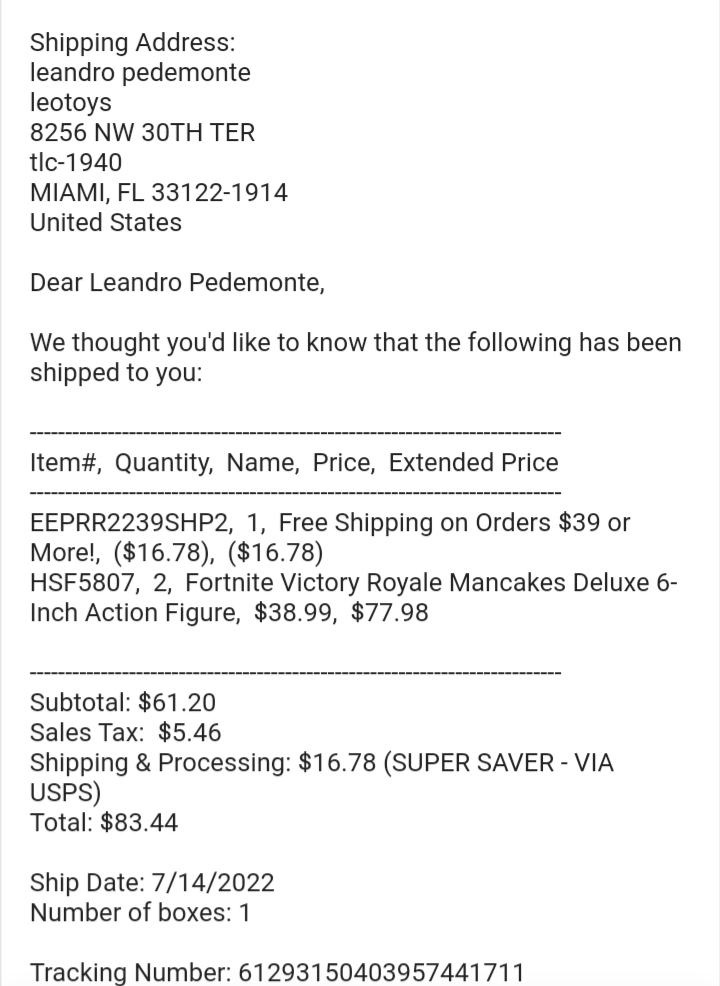 Shipping Address:
leandro pedemonte
leotoys
8256 NW 30TH TER
tlc-1940
MIAMI, FL 33122-1914
United States
Dear Leandro Pedemonte,
We thought you'd like to know that the following has been
shipped to you:
---------------------------------------------------------------------------
Item#,  Quantity,  Name,  Price,  Extended Price
---------------------------------------------------------------------------
EEPRR2239SHP2,  1,  Free Shipping on Orders $39 or
More!,  ($16.78),  ($16.78)
HSF5807,  2,  Fortnite Victory Royale Mancakes Deluxe 6-
Inch Action Figure,  $38.99,  $77.98
---------------------------------------------------------------------------
Subtotal: $61.20
Sales Tax:  $5.46
Shipping & Processing: $16.78 (SUPER SAVER - VIA
USPS)
Total: $83.44
Ship Date: 7/14/2022
Number of boxes: 1
Tracking Number: 61293150403957441711